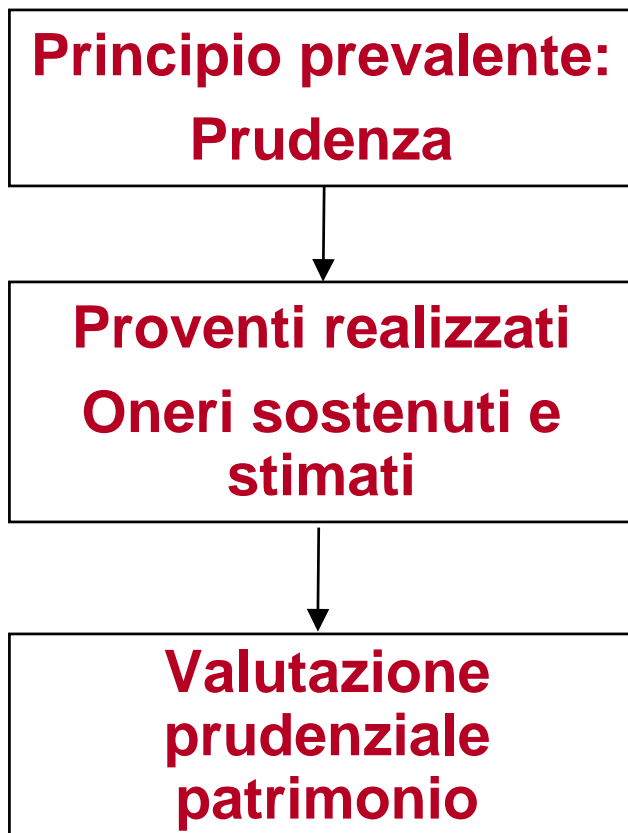 Principio prevalente:
Prudenza
Proventi realizzati
Oneri sostenuti e
stimati
Valutazione
prudenziale
patrimonio